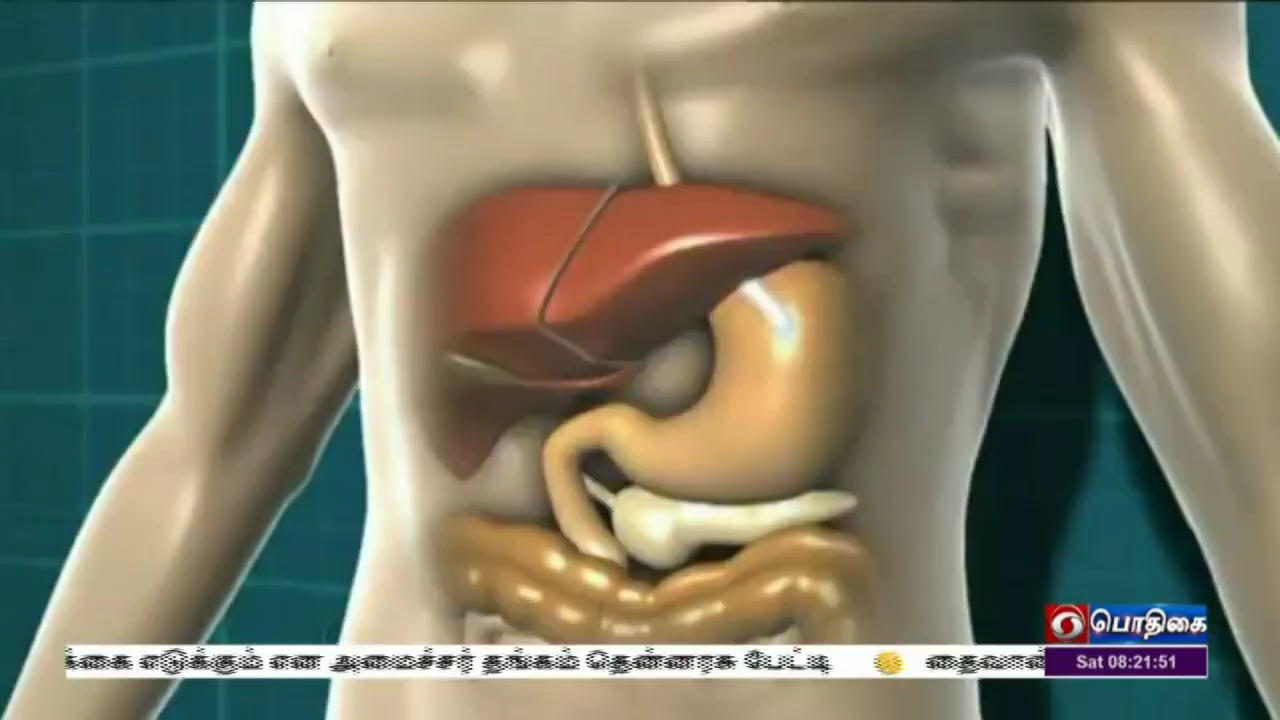 பொதிகை
க்கை எடுக்கும் என அமைச்சர் தங்கம் தென்னரசு பேட்டி தைவான்
Sat 08:21:51